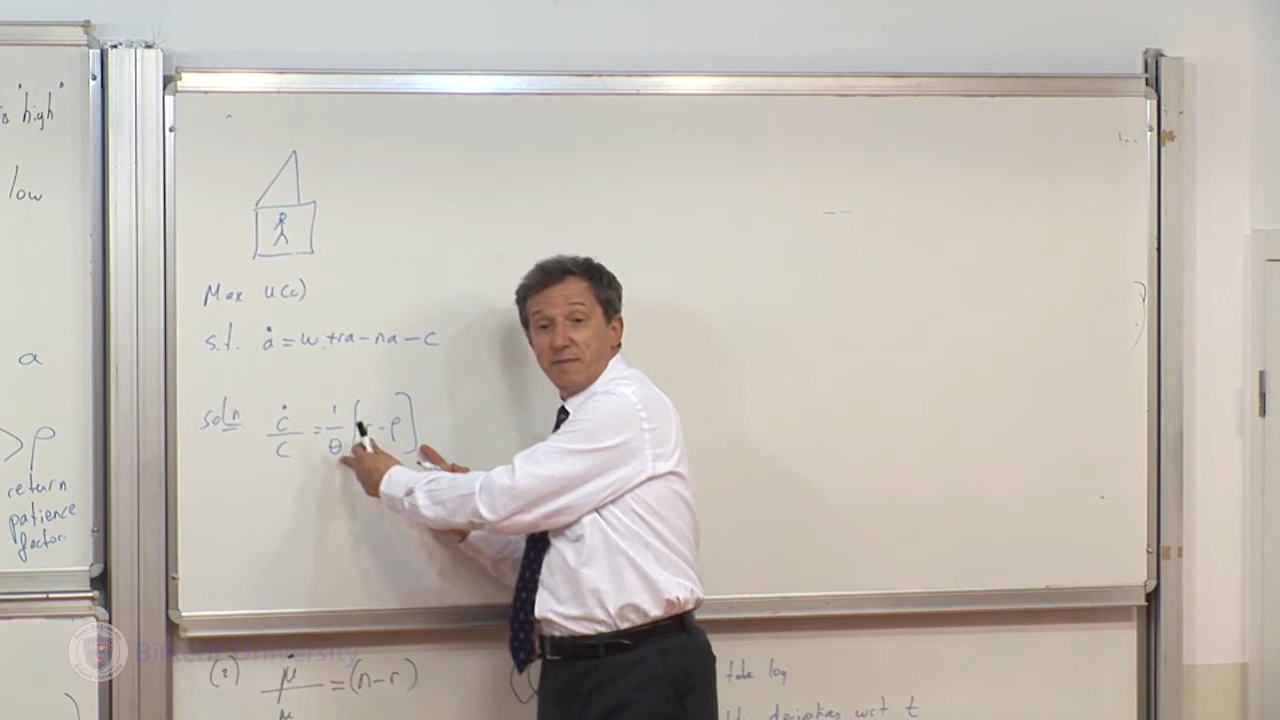 "high"
low
a
> ρ
return
patience
factor.
Max u(c)
s.t. ȧ = w + ra - na - c
soln ċ/c = 1/θ [r - ρ]
Bilkent University
(2) μ̇/μ = (n-r)
take log
derivative wrt t